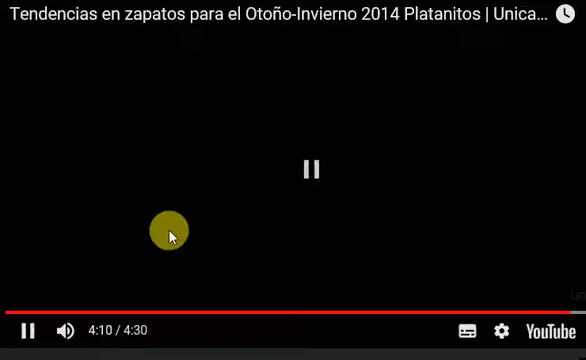 Tendencias en zapatos para el Otoño-Invierno 2014 Platanitos | Unica...
4:10 / 4:30
YouTube